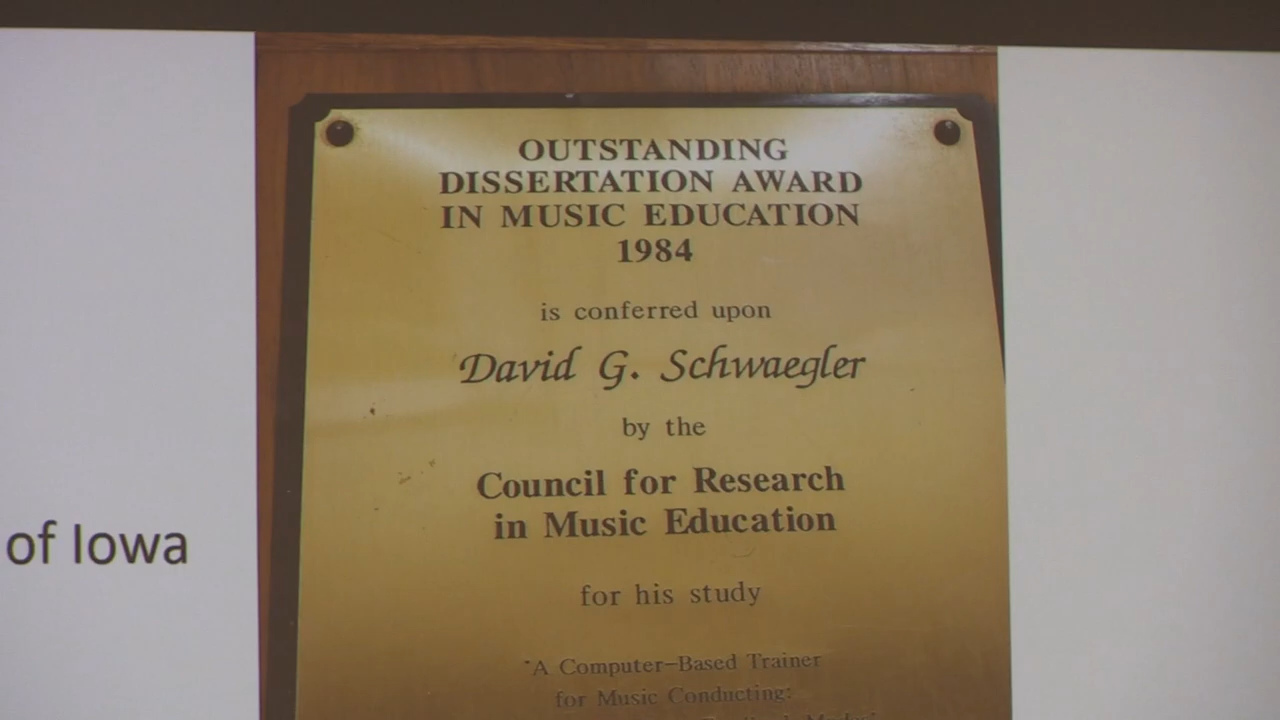 OUTSTANDING
DISSERTATION AWARD
IN MUSIC EDUCATION
1984
is conferred upon
David G. Schwaegler
by the
Council for Research
in Music Education
for his study
"A Computer-Based Trainer
for Music Conducting:
of Iowa